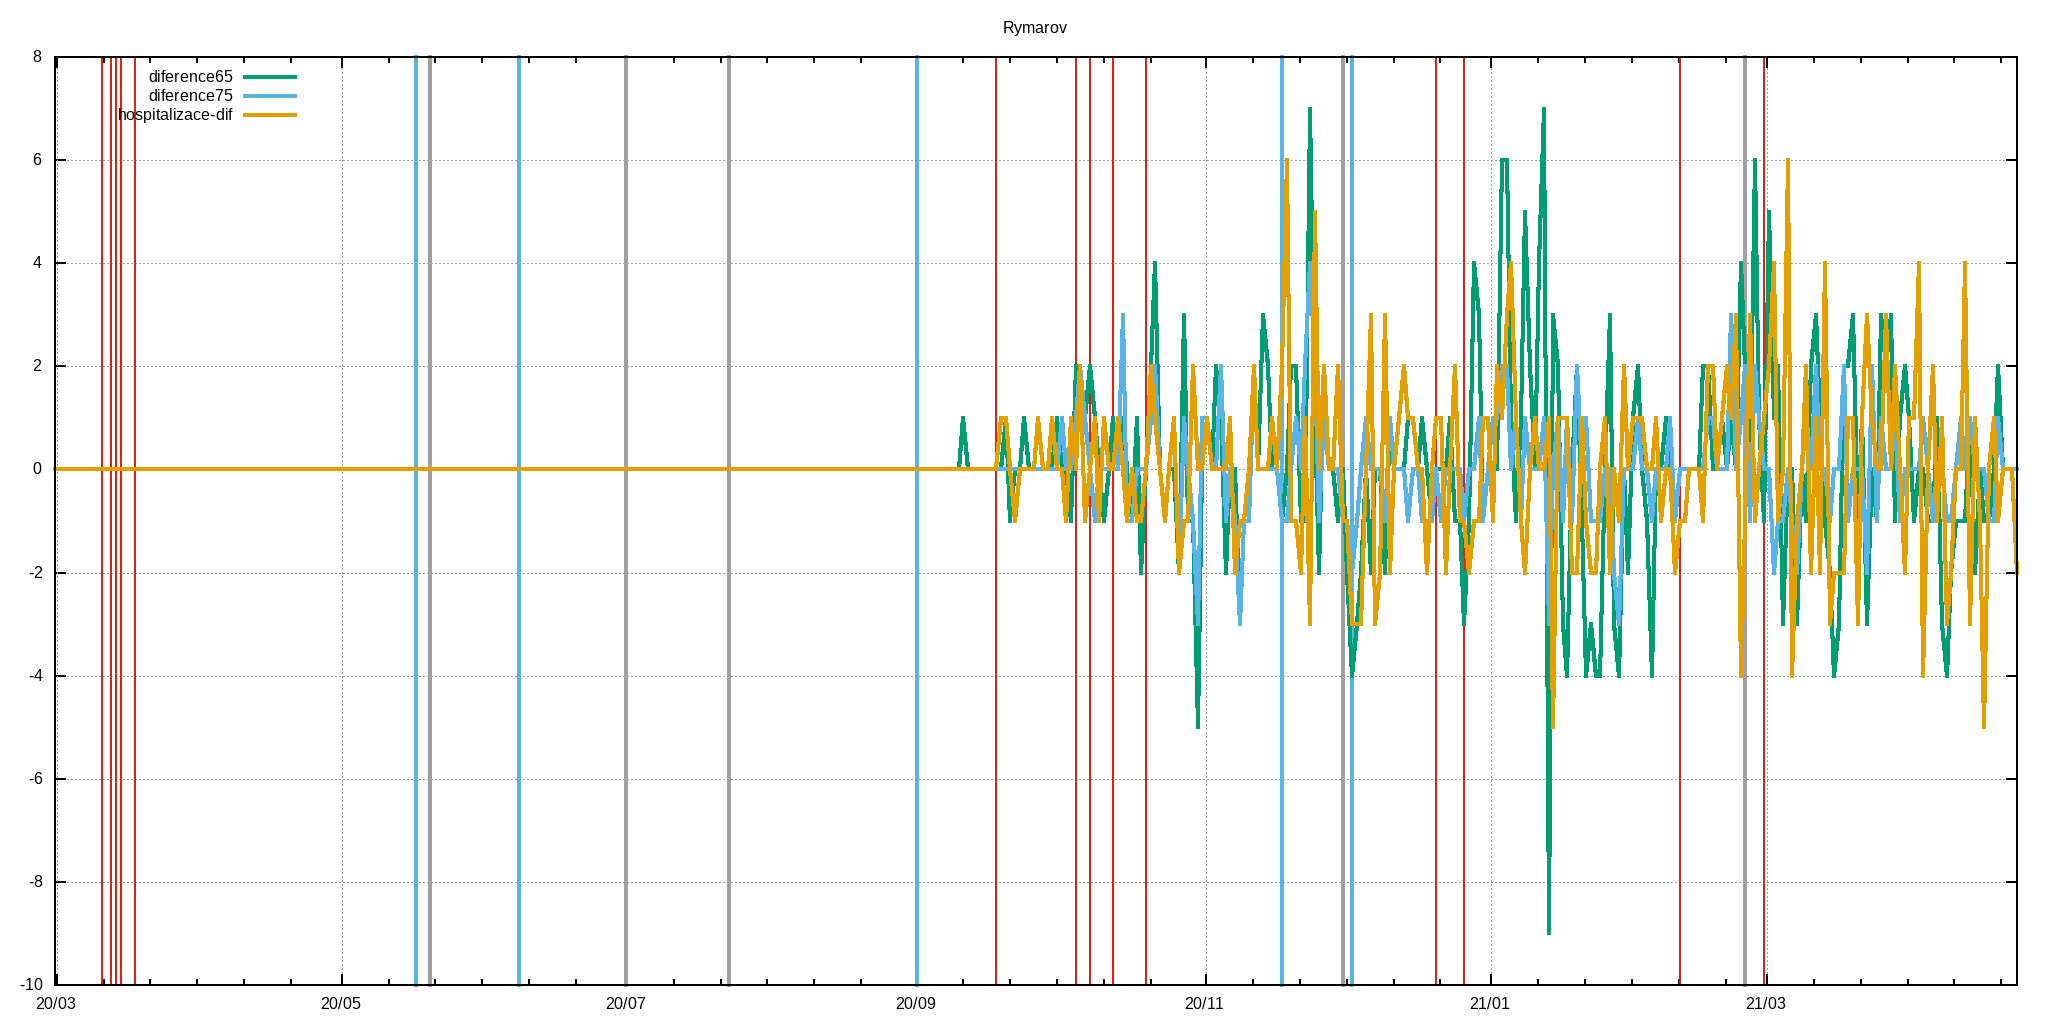 Rymarov
8
diference65
diference75
hospitalizace-dif
6
4
2
0
-2
-4
-6
-8
-10
20/03 20/05 20/07 20/09 20/11 21/01 21/03